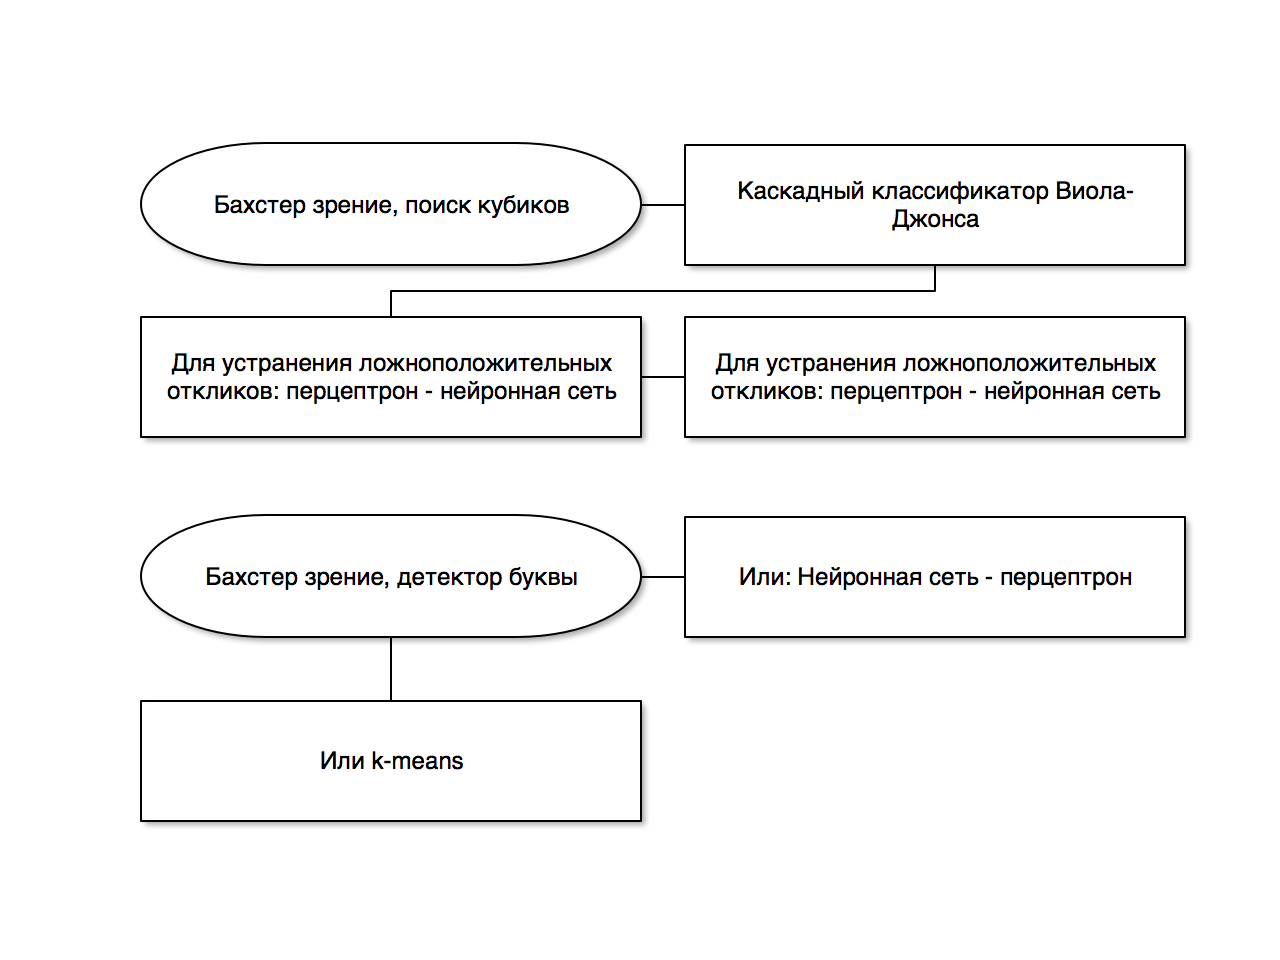 Бахстер зрение, поиск кубиков
Каскадный классификатор Виола-
Джонса
Для устранения ложноположительных
откликов: перцептрон - нейронная сеть
Для устранения ложноположительных
откликов: перцептрон - нейронная сеть
Бахстер зрение, детектор буквы
Или: Нейронная сеть - перцептрон
Или k-means